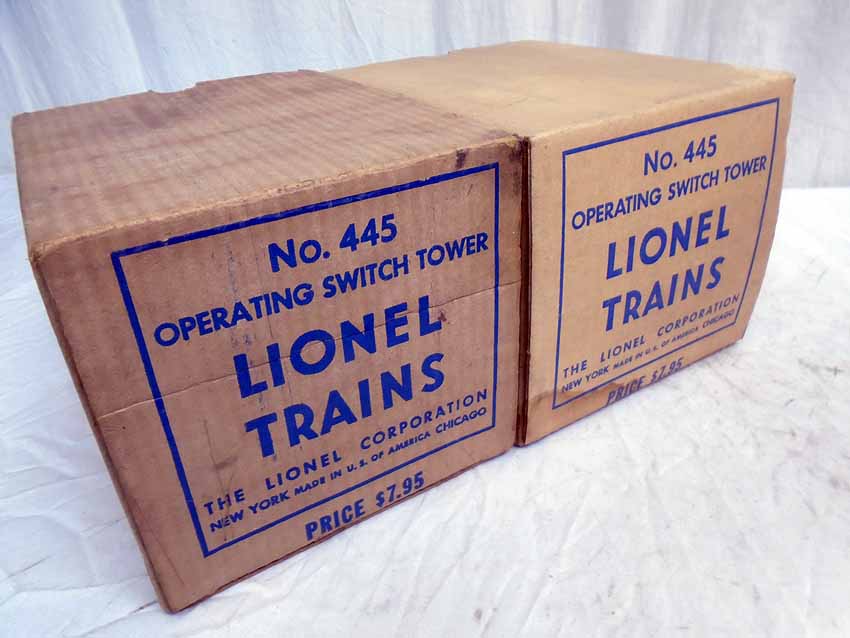 No. 445
OPERATING SWITCH TOWER
LIONEL
TRAINS
THE LIONEL CORPORATION
NEW YORK MADE IN U.S. OF AMERICA CHICAGO
PRICE $7.95
No. 445
OPERATING SWITCH TOWER
LIONEL
TRAINS
THE LIONEL CORPORATION
NEW YORK MADE IN U.S. OF AMERICA CHICAGO
PRICE $7.95